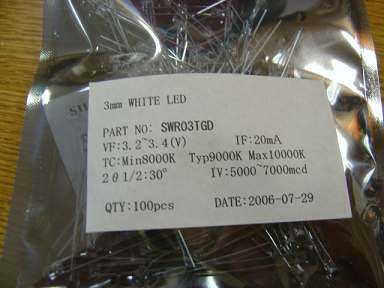 3mm WHITE LED
PART NO: SWR03TGD
VF:3.2~3.4(V) IF:20mA
TC:Min8000K Typ9000K Max10000K
2θ1/2:30° IV:5000~7000mcd
QTY:100pcs DATE:2006-07-29